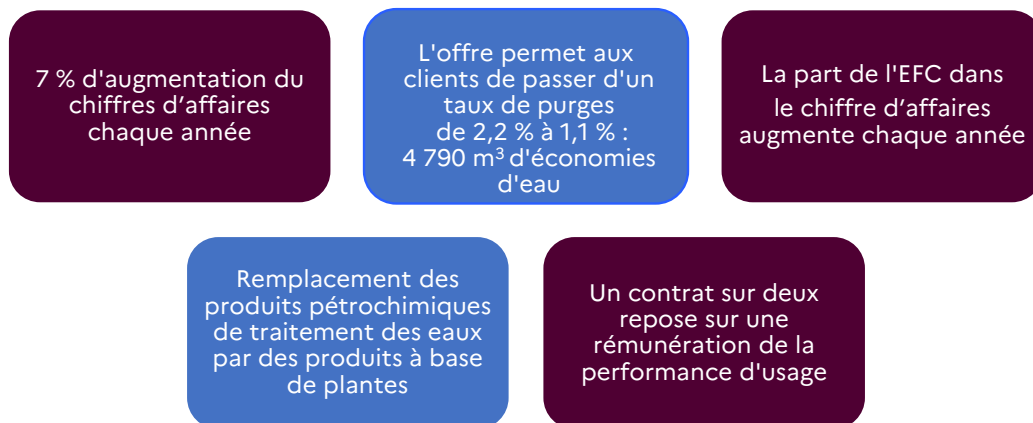 7 % d'augmentation du
chiffres d’affaires
chaque année
L'offre permet aux
clients de passer d'un
taux de purges
de 2,2 % à 1,1 % :
4 790 m³ d'économies
d'eau
La part de l'EFC dans
le chiffre d’affaires
augmente chaque année
Remplacement des
produits pétrochimiques
de traitement des eaux
par des produits à base
de plantes
Un contrat sur deux
repose sur une
rémunération de la
performance d'usage